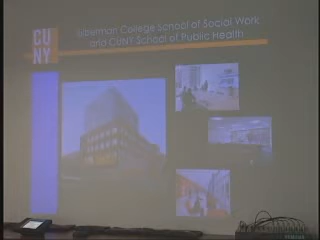 CU
NY
Silberman College School of Social Work
and CUNY School of Public Health